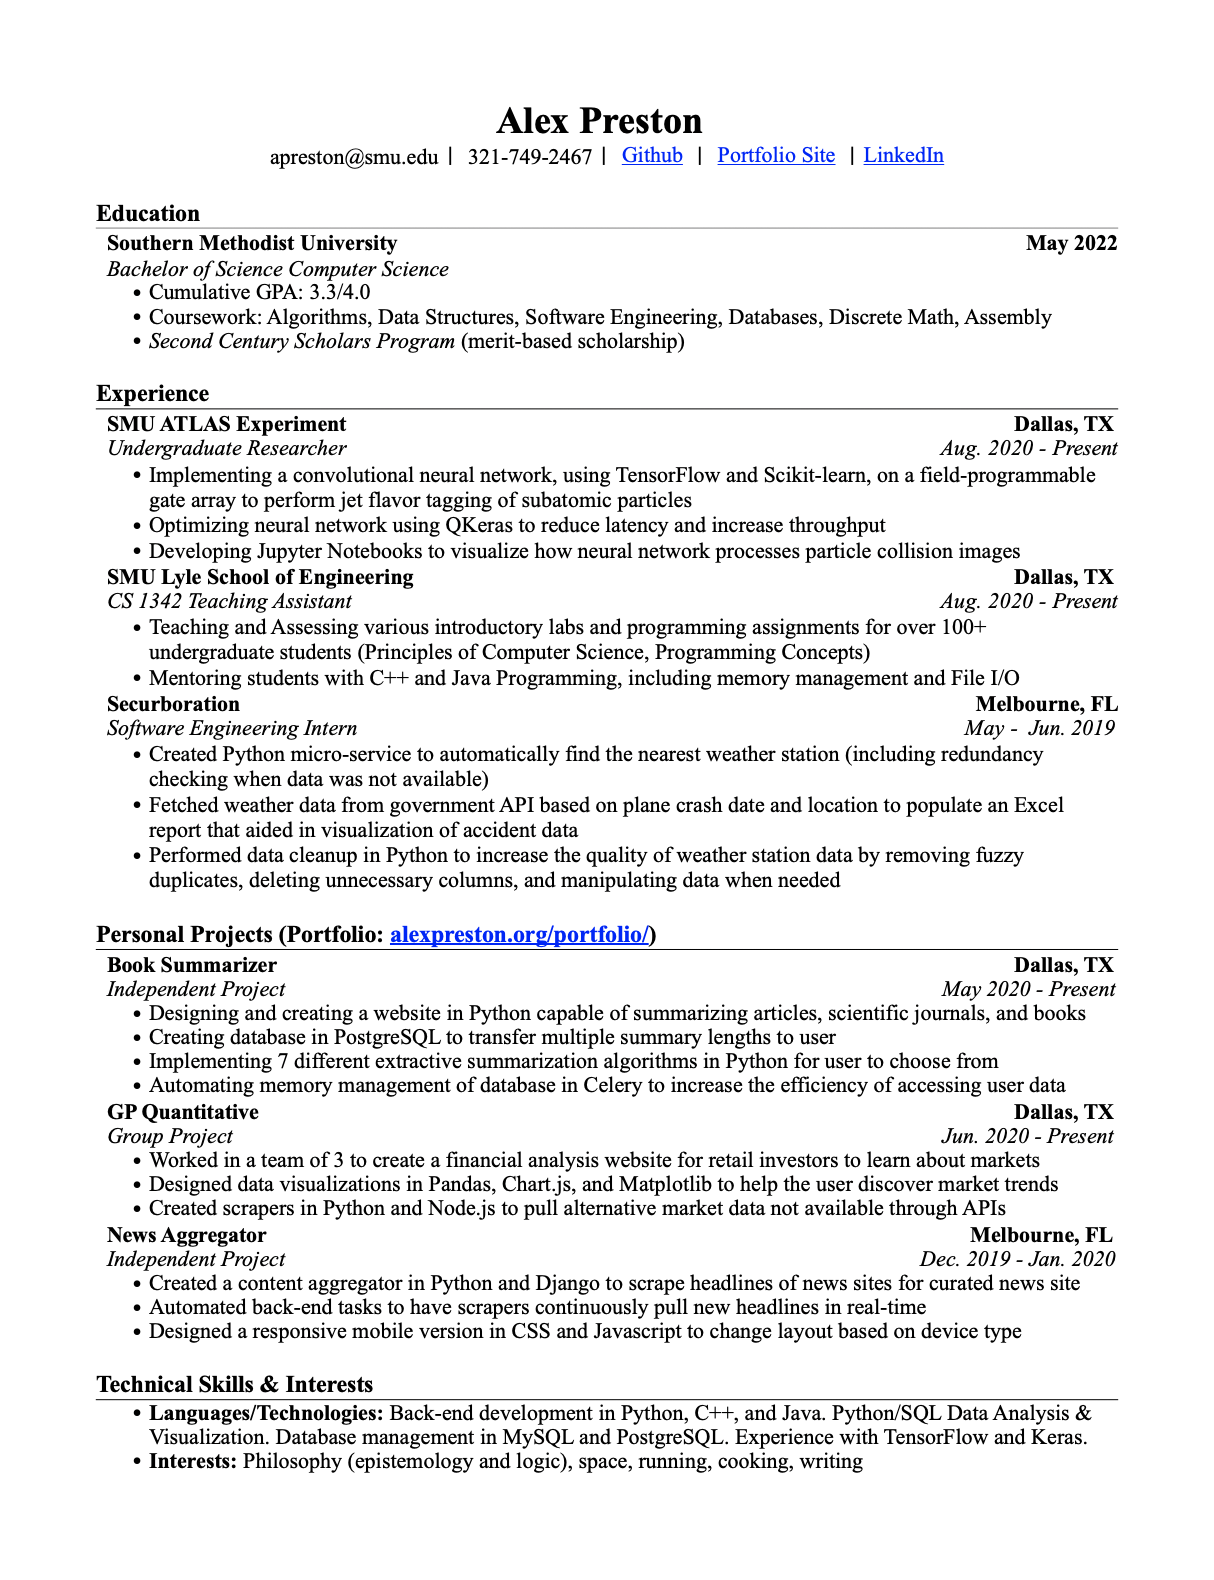 Alex Preston
apreston@smu.edu | 321-749-2467 | Github | Portfolio Site | LinkedIn
Education
Southern Methodist University May 2022
Bachelor of Science Computer Science
• Cumulative GPA: 3.3/4.0
• Coursework: Algorithms, Data Structures, Software Engineering, Databases, Discrete Math, Assembly
• Second Century Scholars Program (merit-based scholarship)
Experience
SMU ATLAS Experiment Dallas, TX
Undergraduate Researcher Aug. 2020 - Present
• Implementing a convolutional neural network, using TensorFlow and Scikit-learn, on a field-programmable
gate array to perform jet flavor tagging of subatomic particles
• Optimizing neural network using QKeras to reduce latency and increase throughput
• Developing Jupyter Notebooks to visualize how neural network processes particle collision images
SMU Lyle School of Engineering Dallas, TX
CS 1342 Teaching Assistant Aug. 2020 - Present
• Teaching and Assessing various introductory labs and programming assignments for over 100+
undergraduate students (Principles of Computer Science, Programming Concepts)
• Mentoring students with C++ and Java Programming, including memory management and File I/O
Securboration Melbourne, FL
Software Engineering Intern May - Jun. 2019
• Created Python micro-service to automatically find the nearest weather station (including redundancy
checking when data was not available)
• Fetched weather data from government API based on plane crash date and location to populate an Excel
report that aided in visualization of accident data
• Performed data cleanup in Python to increase the quality of weather station data by removing fuzzy
duplicates, deleting unnecessary columns, and manipulating data when needed
Personal Projects (Portfolio: alexpreston.org/portfolio/)
Book Summarizer Dallas, TX
Independent Project May 2020 - Present
• Designing and creating a website in Python capable of summarizing articles, scientific journals, and books
• Creating database in PostgreSQL to transfer multiple summary lengths to user
• Implementing 7 different extractive summarization algorithms in Python for user to choose from
• Automating memory management of database in Celery to increase the efficiency of accessing user data
GP Quantitative Dallas, TX
Group Project Jun. 2020 - Present
• Worked in a team of 3 to create a financial analysis website for retail investors to learn about markets
• Designed data visualizations in Pandas, Chart.js, and Matplotlib to help the user discover market trends
• Created scrapers in Python and Node.js to pull alternative market data not available through APIs
News Aggregator Melbourne, FL
Independent Project Dec. 2019 - Jan. 2020
• Created a content aggregator in Python and Django to scrape headlines of news sites for curated news site
• Automated back-end tasks to have scrapers continuously pull new headlines in real-time
• Designed a responsive mobile version in CSS and Javascript to change layout based on device type
Technical Skills & Interests
• Languages/Technologies: Back-end development in Python, C++, and Java. Python/SQL Data Analysis &
Visualization. Database management in MySQL and PostgreSQL. Experience with TensorFlow and Keras.
• Interests: Philosophy (epistemology and logic), space, running, cooking, writing